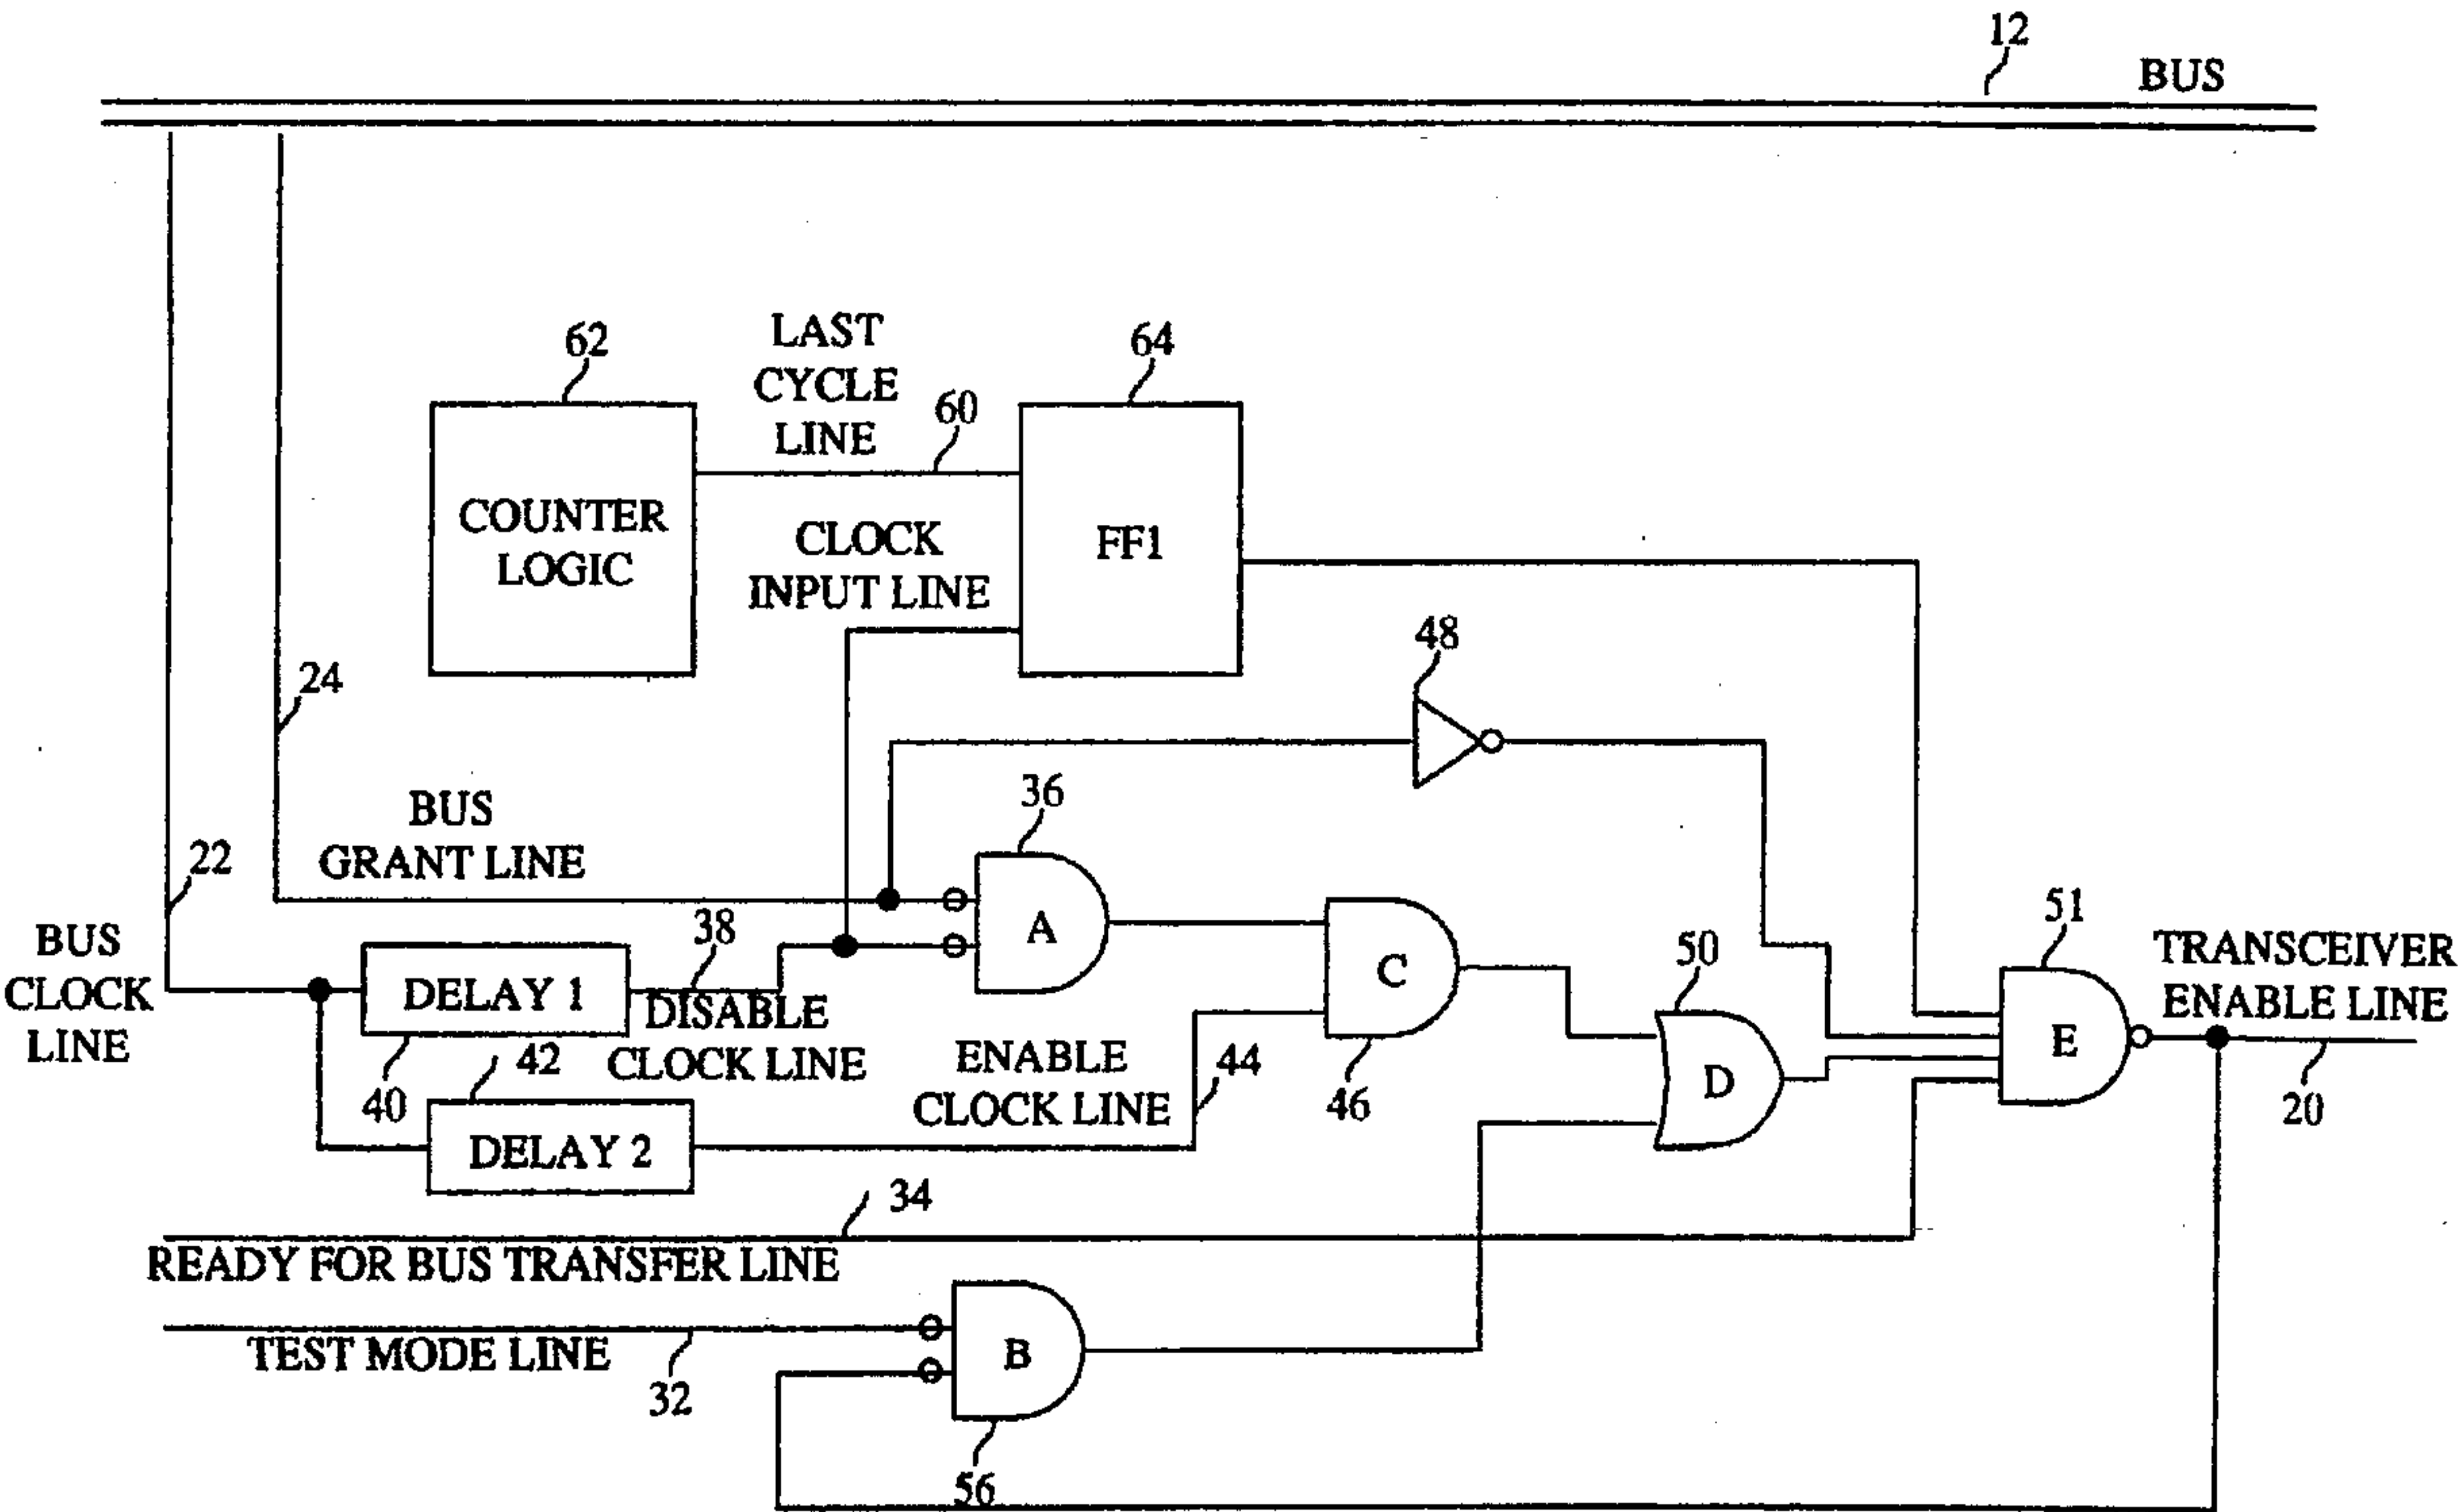 12
BUS
62
LAST
CYCLE
LINE
60
64
COUNTER
LOGIC
CLOCK
INPUT LINE
FF1
48
24
36
BUS
GRANT LINE
22
A
51
BUS
CLOCK
LINE
38
DELAY 1
DISABLE
CLOCK LINE
C
50
E
TRANSCEIVER
ENABLE LINE
40
42
ENABLE
CLOCK LINE
44
46
D
20
DELAY 2
34
READY FOR BUS TRANSFER LINE
TEST MODE LINE
32
B
56